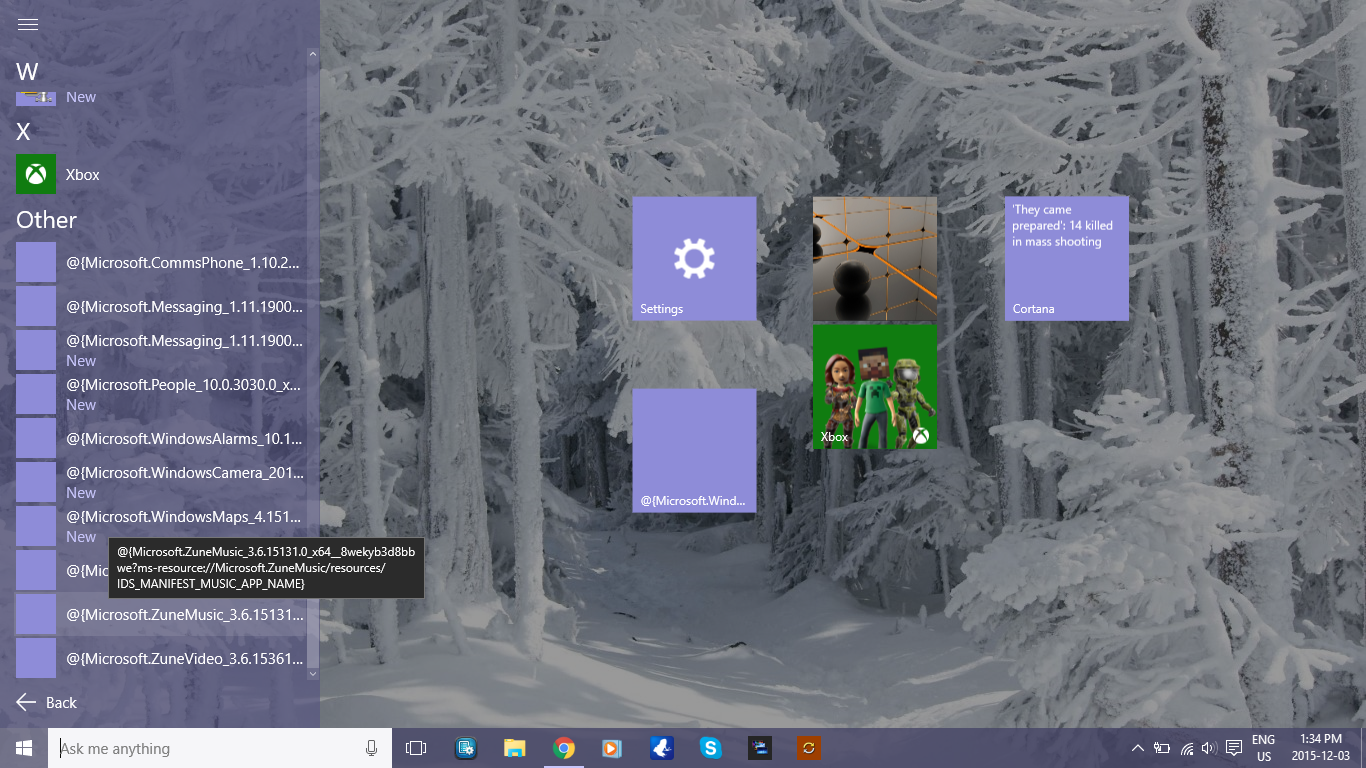 W
New
X
Xbox
Other
@{Microsoft.CommsPhone_1.10.2...
@{Microsoft.Messaging_1.11.1900...
@{Microsoft.Messaging_1.11.1900...
New
@{Microsoft.People_10.0.3030.0_x...
New
@{Microsoft.WindowsAlarms_10.1...
@{Microsoft.WindowsCamera_201...
New
@{Microsoft.WindowsMaps_4.151...
New
@{Mic
@{Microsoft.ZuneMusic_3.6.15131.0_x64__8wekyb3d8bb
we?ms-resource://Microsoft.ZuneMusic/resources/
IDS_MANIFEST_MUSIC_APP_NAME}
@{Microsoft.ZuneMusic_3.6.15131...
@{Microsoft.ZuneVideo_3.6.15361...
Back
Settings
@{Microsoft.Wind...
Xbox
'They came
prepared': 14 killed
in mass shooting
Cortana
Ask me anything
ENG
US
1:34 PM
2015-12-03